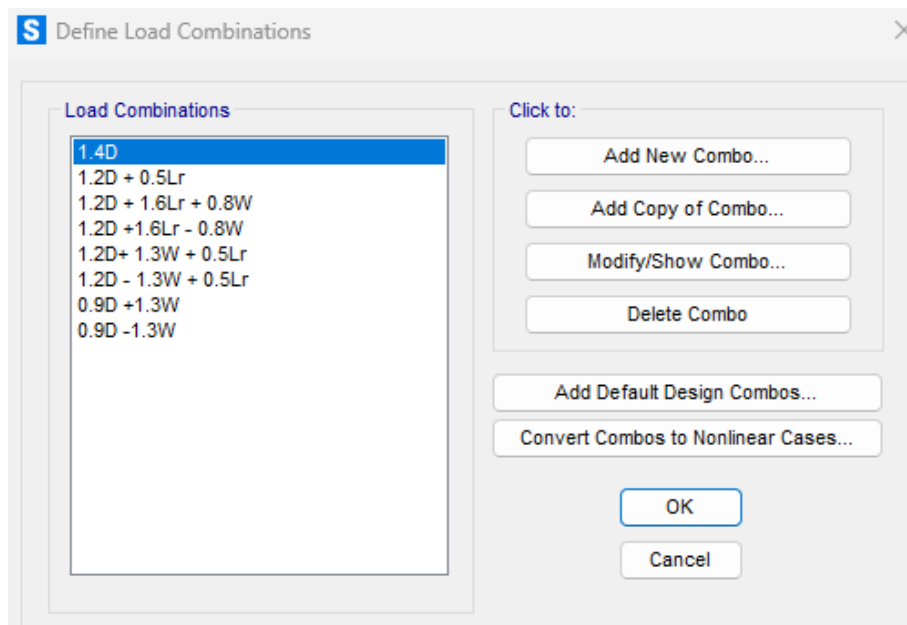 S Define Load Combinations
Load Combinations
1.4D
1.2D + 0.5Lr
1.2D + 1.6Lr + 0.8W
1.2D +1.6Lr - 0.8W
1.2D+ 1.3W + 0.5Lr
1.2D - 1.3W + 0.5Lr
0.9D +1.3W
0.9D -1.3W
Click to:
Add New Combo...
Add Copy of Combo...
Modify/Show Combo...
Delete Combo
Add Default Design Combos...
Convert Combos to Nonlinear Cases...
OK
Cancel